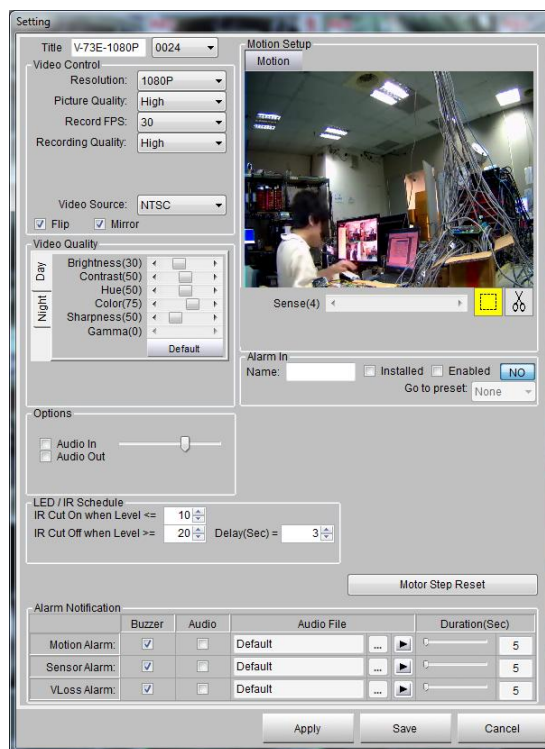 Setting
Title V-73E-1080P 0024
Video Control
Resolution: 1080P
Picture Quality: High
Record FPS: 30
Recording Quality: High
Video Source: NTSC
Flip Mirror
Video Quality
Day
Night
Brightness(30)
Contrast(50)
Hue(50)
Color(75)
Sharpness(50)
Gamma(0)
Default
Motion Setup
Motion
Sense(4)
Alarm In
Name: Installed Enabled NO
Go to preset: None
Options
Audio In
Audio Out
LED / IR Schedule
IR Cut On when Level <= 10
IR Cut Off when Level >= 20 Delay(Sec) = 3
Motor Step Reset
Alarm Notification
Buzzer Audio Audio File Duration(Sec)
Motion Alarm: Default ... 5
Sensor Alarm: Default ... 5
VLoss Alarm: Default ... 5
Apply Save Cancel